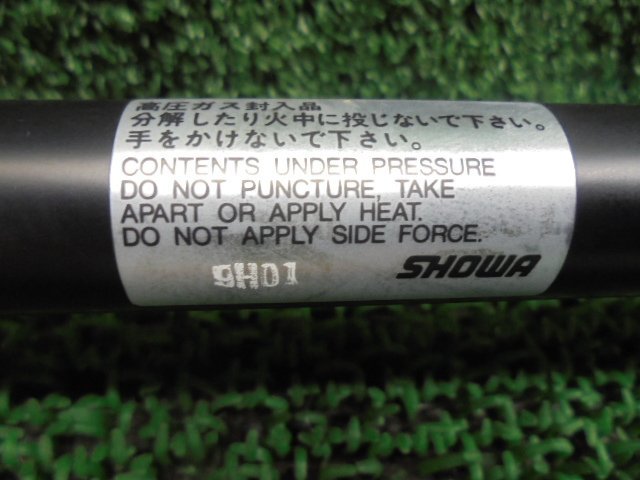 高圧ガス封入品
分解したり火中に投じないで下さい。
手をかけないで下さい。
CONTENTS UNDER PRESSURE
DO NOT PUNCTURE, TAKE
APART OR APPLY HEAT.
DO NOT APPLY SIDE FORCE.
9H01 SHOWA